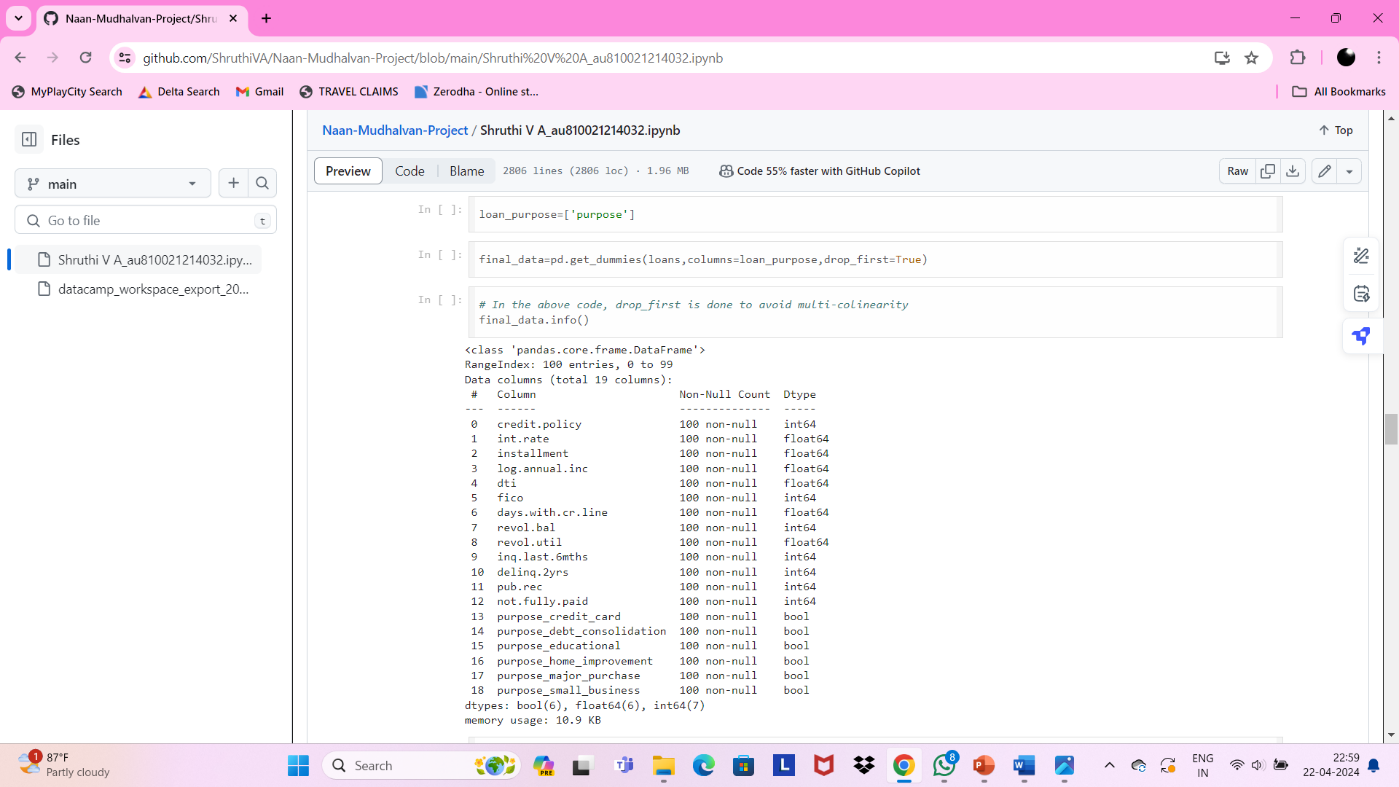 Naan-Mudhalvan-Project/Shru
github.com/ShruthiVA/Naan-Mudhalvan-Project/blob/main/Shruthi%20V%20A_au810021214032.ipynb
MyPlayCity Search Delta Search Gmail TRAVEL CLAIMS Zerodha - Online st... All Bookmarks
Files
main
Go to file t
Shruthi V A_au810021214032.ipy...
datacamp_workspace_export_20...
Naan-Mudhalvan-Project / Shruthi V A_au810021214032.ipynb Top
Preview Code Blame 2806 lines (2806 loc) · 1.96 MB Code 55% faster with GitHub Copilot Raw
In [ ]: loan_purpose=['purpose']
In [ ]: final_data=pd.get_dummies(loans,columns=loan_purpose,drop_first=True)
In [ ]: # In the above code, drop_first is done to avoid multi-colinearity
final_data.info()
<class 'pandas.core.frame.DataFrame'>
RangeIndex: 100 entries, 0 to 99
Data columns (total 19 columns):
# Column Non-Null Count Dtype
--- ------ -------------- -----
0 credit.policy 100 non-null int64
1 int.rate 100 non-null float64
2 installment 100 non-null float64
3 log.annual.inc 100 non-null float64
4 dti 100 non-null float64
5 fico 100 non-null int64
6 days.with.cr.line 100 non-null float64
7 revol.bal 100 non-null int64
8 revol.util 100 non-null float64
9 inq.last.6mths 100 non-null int64
10 delinq.2yrs 100 non-null int64
11 pub.rec 100 non-null int64
12 not.fully.paid 100 non-null int64
13 purpose_credit_card 100 non-null bool
14 purpose_debt_consolidation 100 non-null bool
15 purpose_educational 100 non-null bool
16 purpose_home_improvement 100 non-null bool
17 purpose_major_purchase 100 non-null bool
18 purpose_small_business 100 non-null bool
dtypes: bool(6), float64(6), int64(7)
memory usage: 10.9 KB
1 87°F
Partly cloudy
Search
PRE
L
8
ENG
IN
22:59
22-04-2024